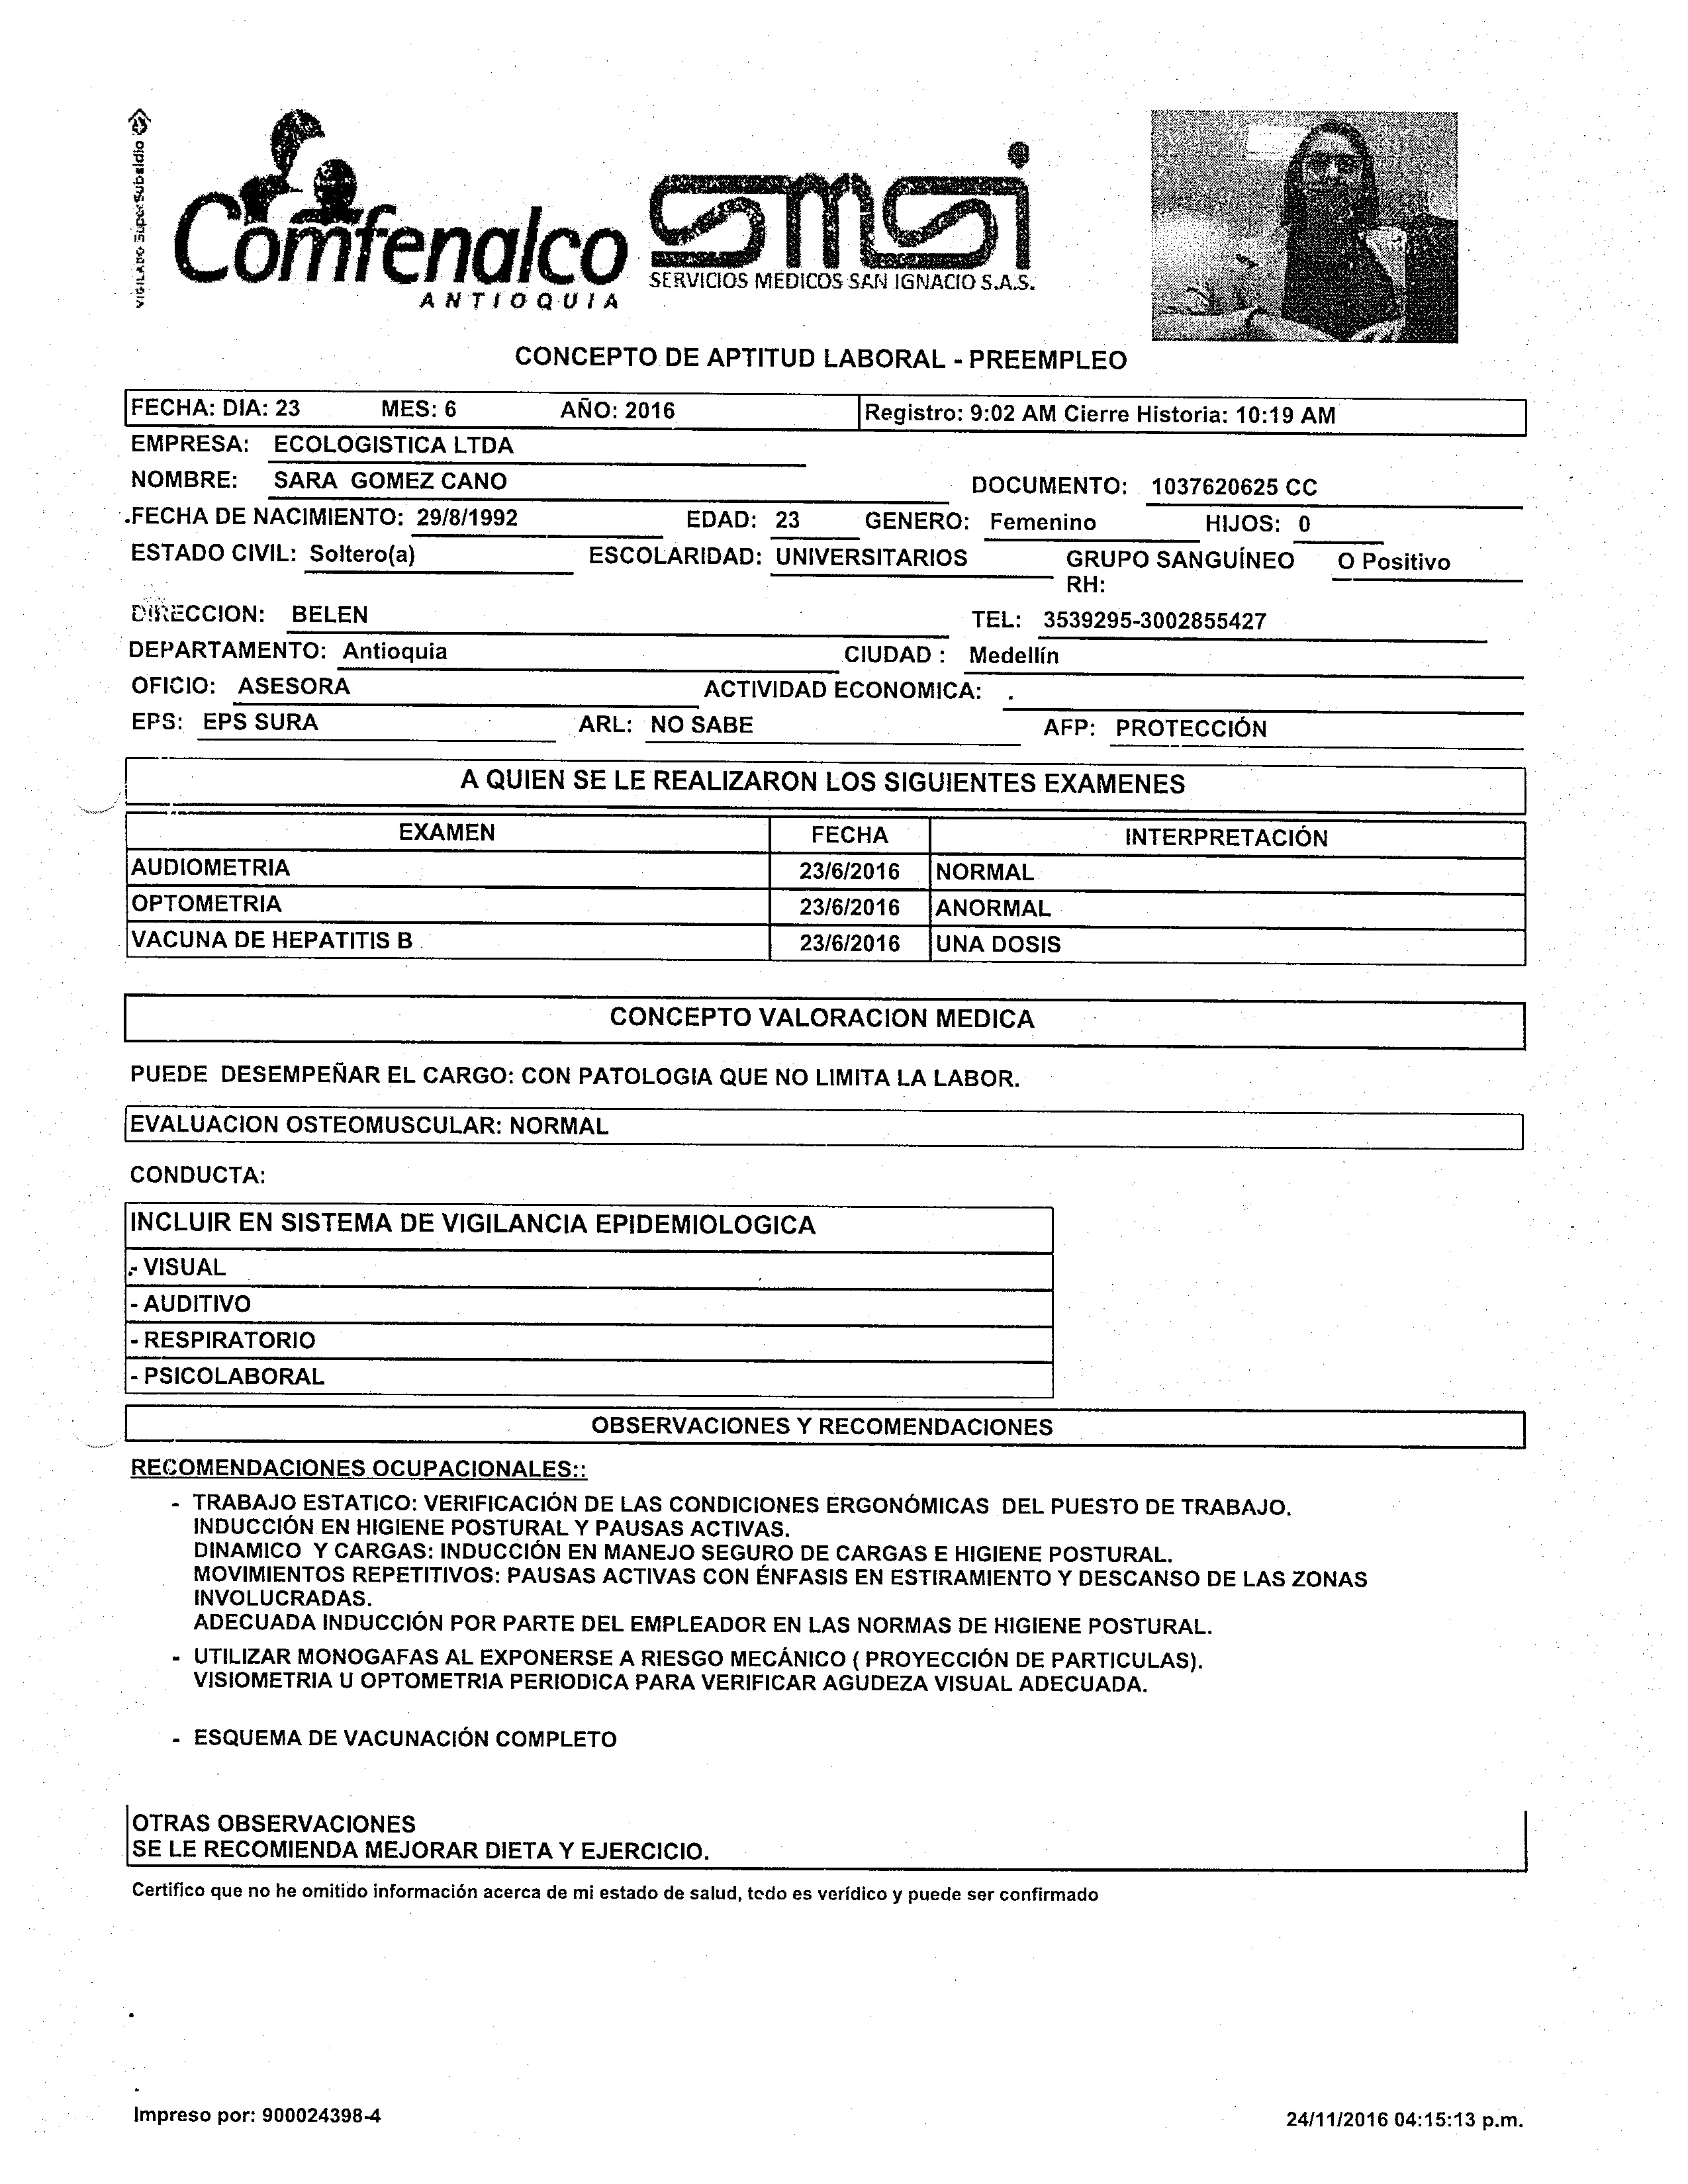 VIGILADO SuperSubsidio
Comfenalco
ANTIOQUIA
smsi
SERVICIOS MEDICOS SAN IGNACIO S.A.S.
CONCEPTO DE APTITUD LABORAL - PREEMPLEO
FECHA: DIA: 23 MES: 6 AÑO: 2016 Registro: 9:02 AM Cierre Historia: 10:19 AM
EMPRESA: ECOLOGISTICA LTDA
NOMBRE: SARA GOMEZ CANO DOCUMENTO: 1037620625 CC
FECHA DE NACIMIENTO: 29/8/1992 EDAD: 23 GENERO: Femenino HIJOS: 0
ESTADO CIVIL: Soltero(a) ESCOLARIDAD: UNIVERSITARIOS GRUPO SANGUÍNEO O Positivo
RH:
DIRECCION: BELEN TEL: 3539295-3002855427
DEPARTAMENTO: Antioquia CIUDAD : Medellín
OFICIO: ASESORA ACTIVIDAD ECONOMICA: .
EPS: EPS SURA ARL: NO SABE AFP: PROTECCIÓN
A QUIEN SE LE REALIZARON LOS SIGUIENTES EXAMENES
EXAMEN FECHA INTERPRETACIÓN
AUDIOMETRIA 23/6/2016 NORMAL
OPTOMETRIA 23/6/2016 ANORMAL
VACUNA DE HEPATITIS B 23/6/2016 UNA DOSIS
CONCEPTO VALORACION MEDICA
PUEDE DESEMPEÑAR EL CARGO: CON PATOLOGIA QUE NO LIMITA LA LABOR.
EVALUACION OSTEOMUSCULAR: NORMAL
CONDUCTA:
INCLUIR EN SISTEMA DE VIGILANCIA EPIDEMIOLOGICA
- VISUAL
- AUDITIVO
- RESPIRATORIO
- PSICOLABORAL
OBSERVACIONES Y RECOMENDACIONES
RECOMENDACIONES OCUPACIONALES::
- TRABAJO ESTATICO: VERIFICACIÓN DE LAS CONDICIONES ERGONÓMICAS DEL PUESTO DE TRABAJO.
INDUCCIÓN EN HIGIENE POSTURAL Y PAUSAS ACTIVAS.
DINAMICO Y CARGAS: INDUCCIÓN EN MANEJO SEGURO DE CARGAS E HIGIENE POSTURAL.
MOVIMIENTOS REPETITIVOS: PAUSAS ACTIVAS CON ÉNFASIS EN ESTIRAMIENTO Y DESCANSO DE LAS ZONAS
INVOLUCRADAS.
ADECUADA INDUCCIÓN POR PARTE DEL EMPLEADOR EN LAS NORMAS DE HIGIENE POSTURAL.
- UTILIZAR MONOGAFAS AL EXPONERSE A RIESGO MECÁNICO ( PROYECCIÓN DE PARTICULAS).
VISIOMETRIA U OPTOMETRIA PERIODICA PARA VERIFICAR AGUDEZA VISUAL ADECUADA.
- ESQUEMA DE VACUNACIÓN COMPLETO
OTRAS OBSERVACIONES
SE LE RECOMIENDA MEJORAR DIETA Y EJERCICIO.
Certifico que no he omitido información acerca de mi estado de salud, todo es verídico y puede ser confirmado
Impreso por: 900024398-4 24/11/2016 04:15:13 p.m.